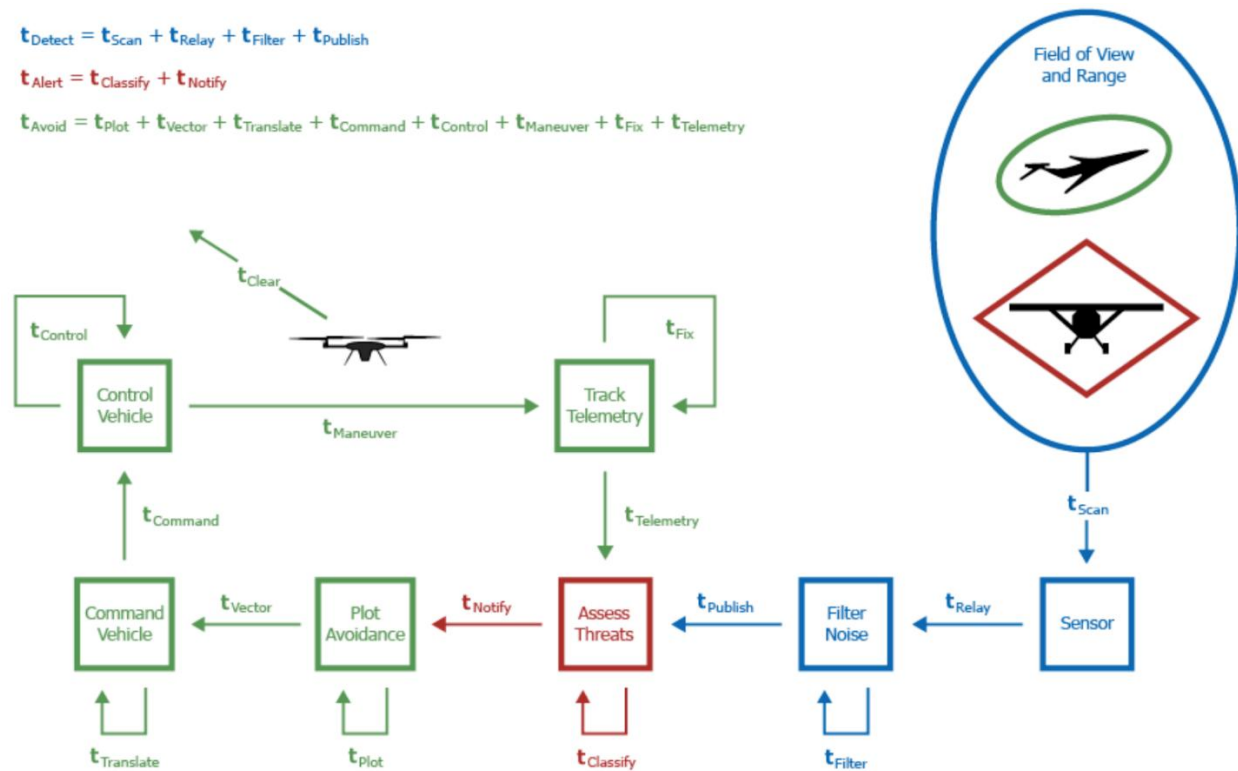 tDetect = tScan + tRelay + tFilter + tPublish
tAlert = tClassify + tNotify
tAvoid = tPlot + tVector + tTranslate + tCommand + tControl + tManeuver + tFix + tTelemetry
Field of View
and Range
tClear
tControl
tFix
Control
Vehicle
Track
Telemetry
tManeuver
tCommand
tTelemetry
tScan
Command
Vehicle
tVector
Plot
Avoidance
tNotify
Assess
Threats
tPublish
Filter
Noise
tRelay
Sensor
tTranslate
tPlot
tClassify
tFilter